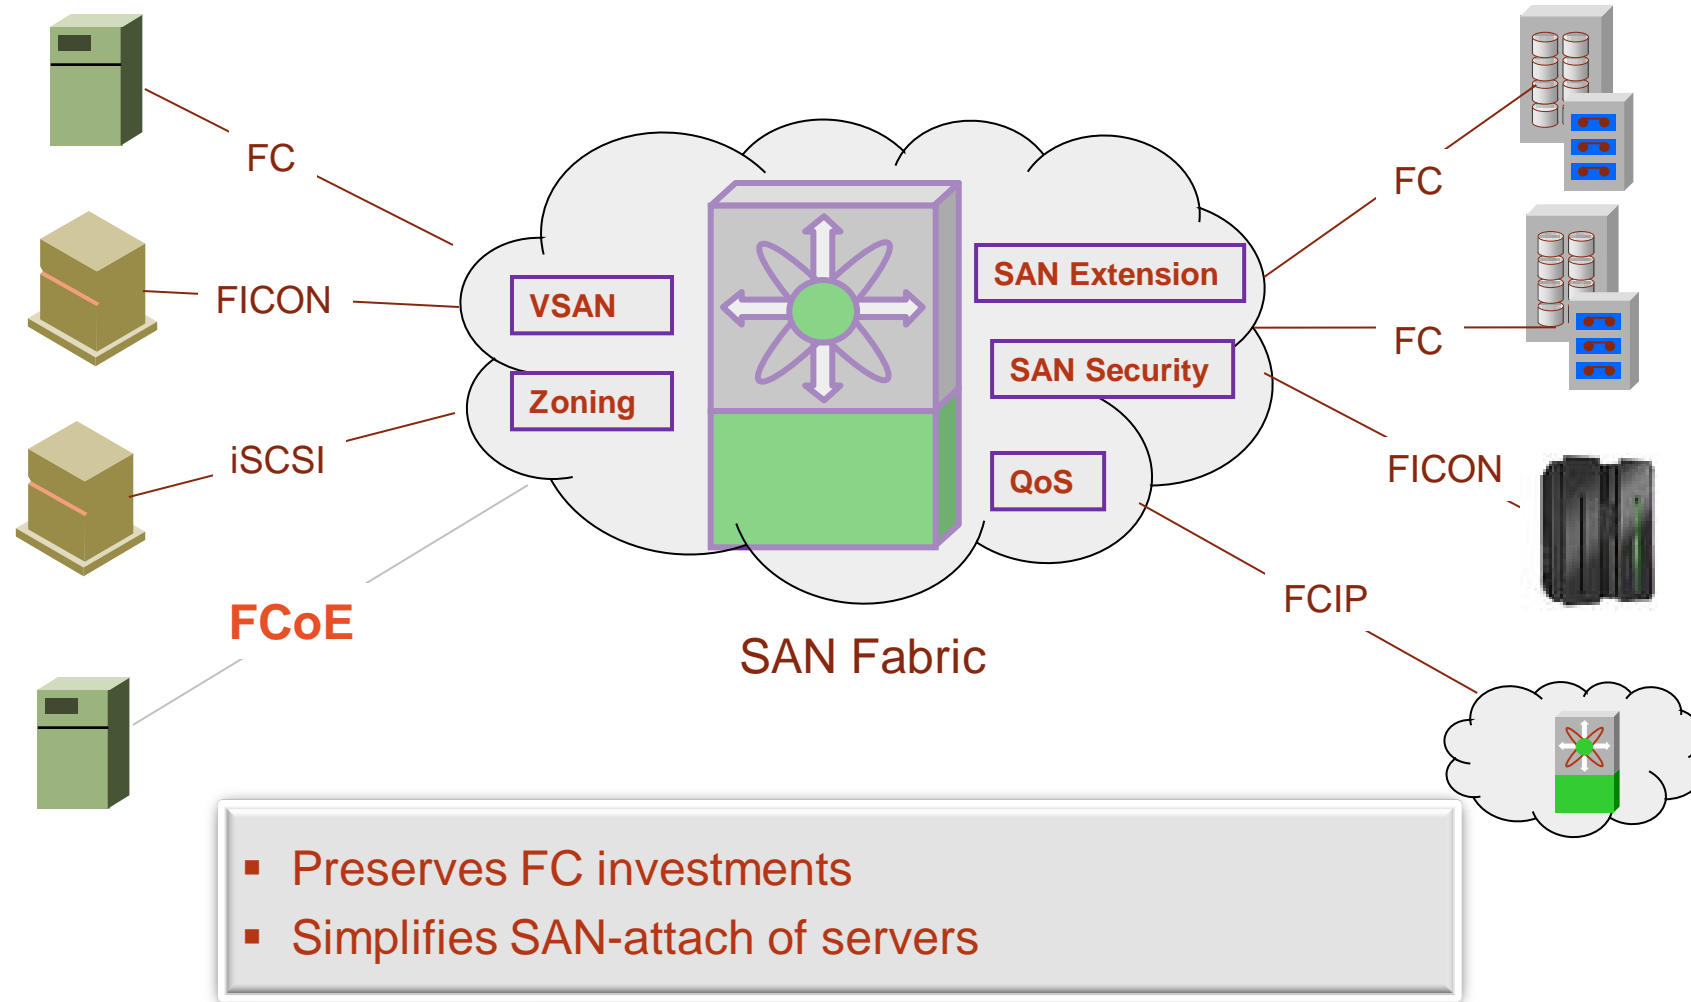 FC
FICON
iSCSI
FCoE
VSAN
Zoning
SAN Extension
SAN Security
QoS
SAN Fabric
FC
FC
FICON
FCIP
▪ Preserves FC investments
▪ Simplifies SAN-attach of servers